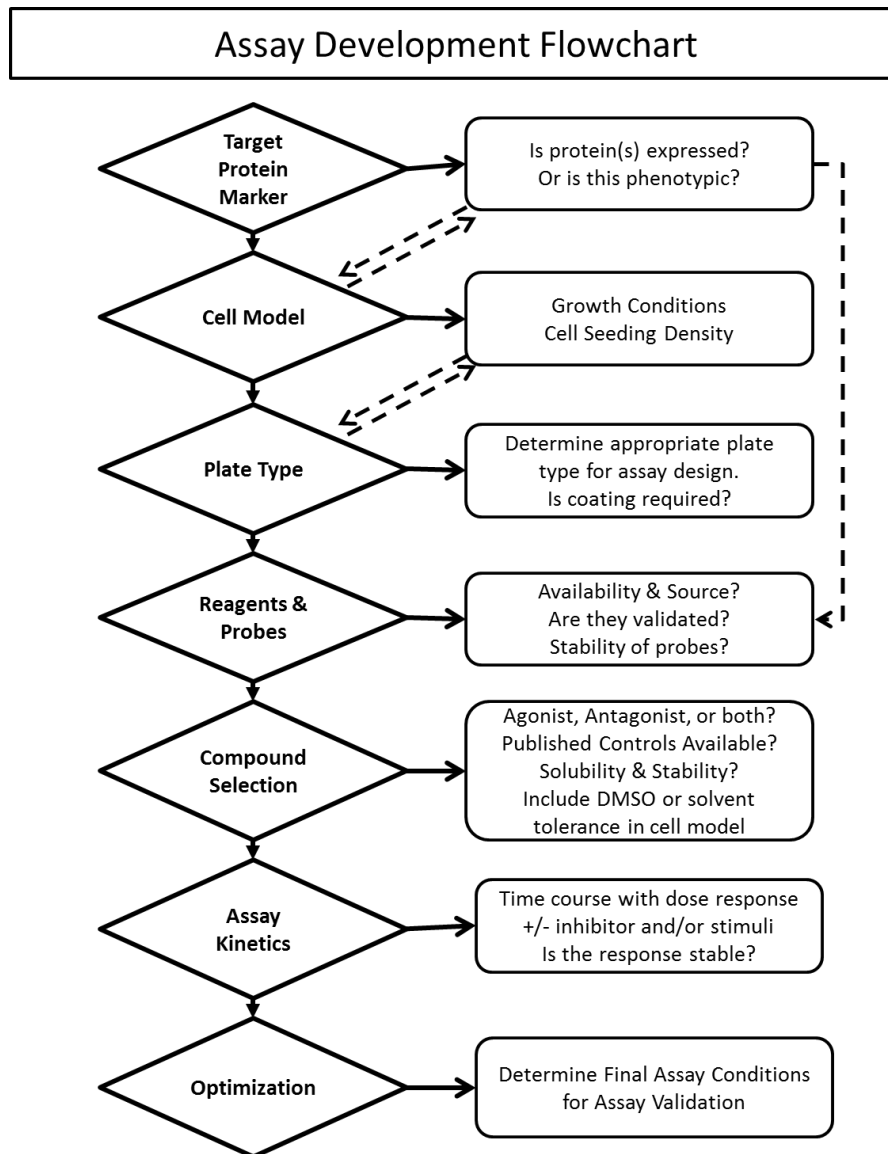 Assay Development Flowchart
Target
Protein
Marker
Is protein(s) expressed?
Or is this phenotypic?
Cell Model
Growth Conditions
Cell Seeding Density
Plate Type
Determine appropriate plate
type for assay design.
Is coating required?
Reagents &
Probes
Availability & Source?
Are they validated?
Stability of probes?
Compound
Selection
Agonist, Antagonist, or both?
Published Controls Available?
Solubility & Stability?
Include DMSO or solvent
tolerance in cell model
Assay
Kinetics
Time course with dose response
+/- inhibitor and/or stimuli
Is the response stable?
Optimization
Determine Final Assay Conditions
for Assay Validation